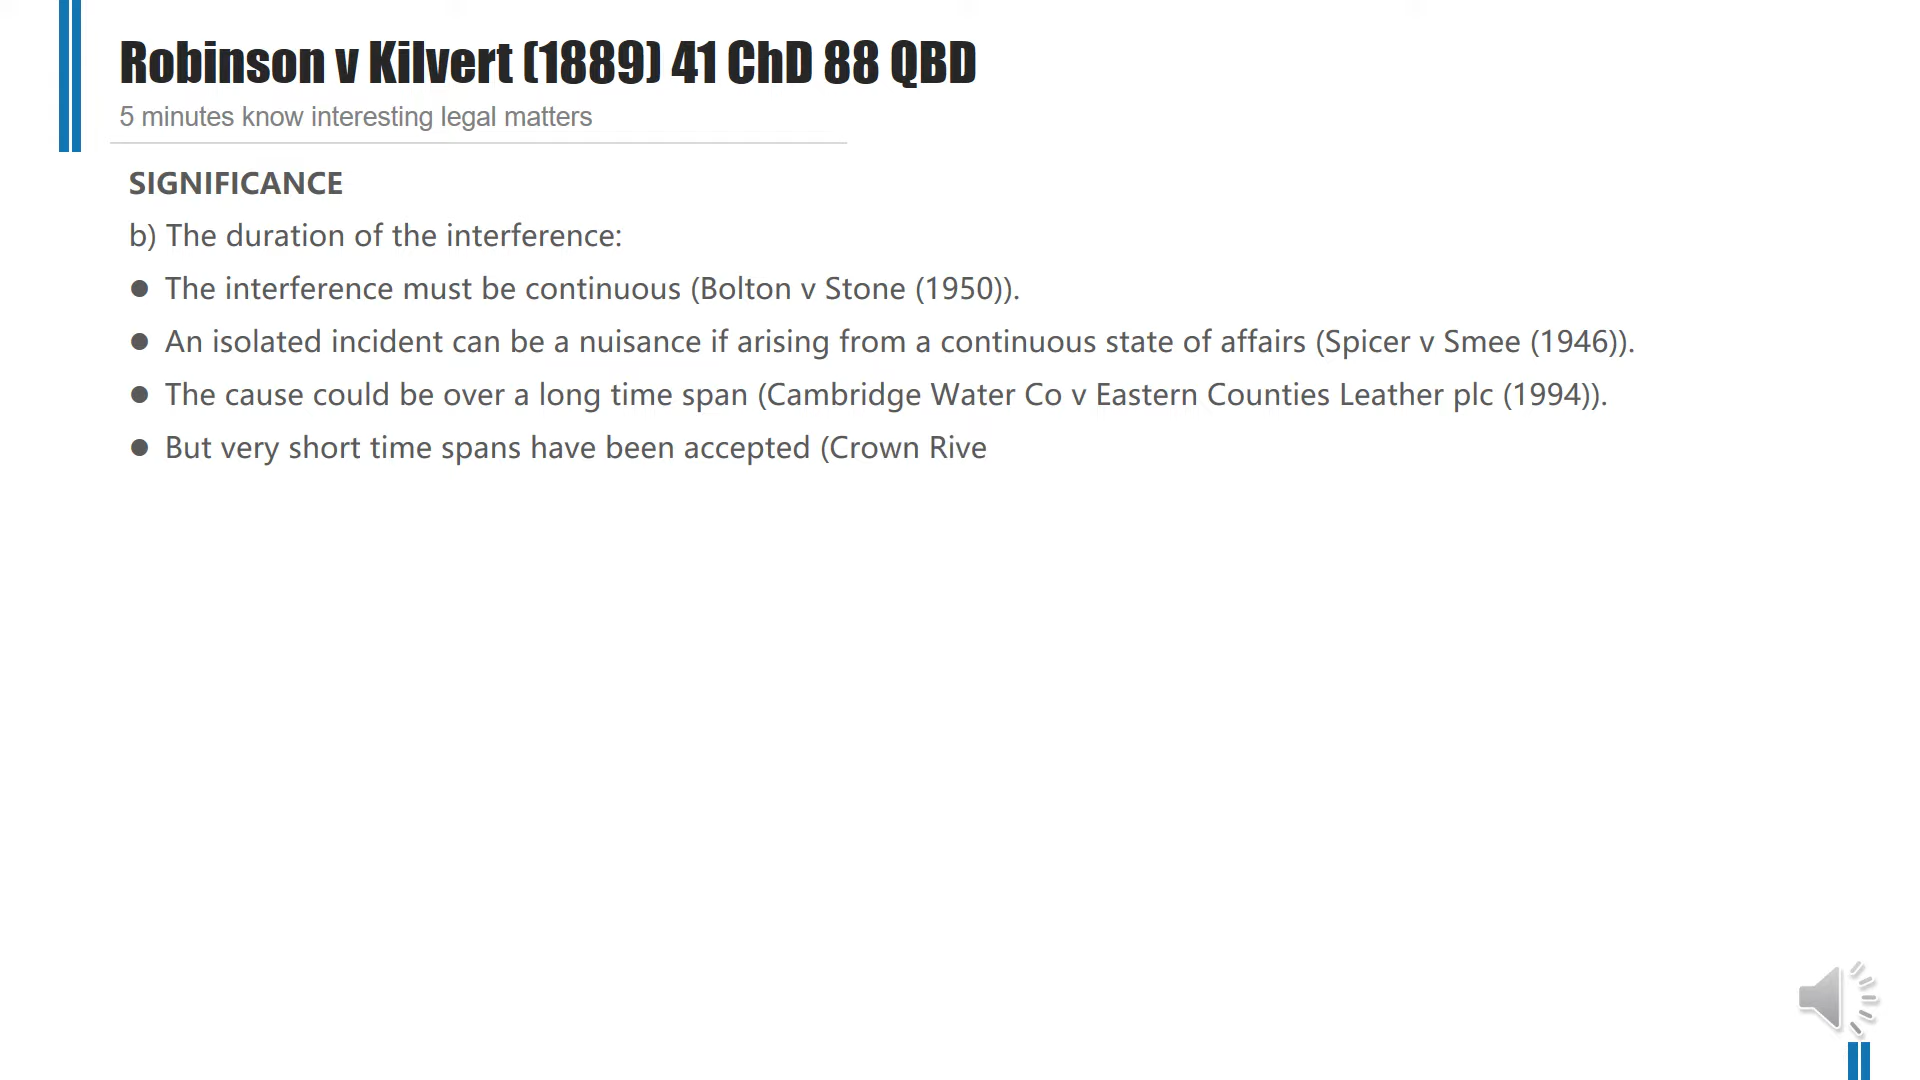 Robinson v Kilvert (1889) 41 ChD 88 QBD
5 minutes know interesting legal matters
SIGNIFICANCE
b) The duration of the interference:
● The interference must be continuous (Bolton v Stone (1950)).
● An isolated incident can be a nuisance if arising from a continuous state of affairs (Spicer v Smee (1946)).
● The cause could be over a long time span (Cambridge Water Co v Eastern Counties Leather plc (1994)).
● But very short time spans have been accepted (Crown Rive